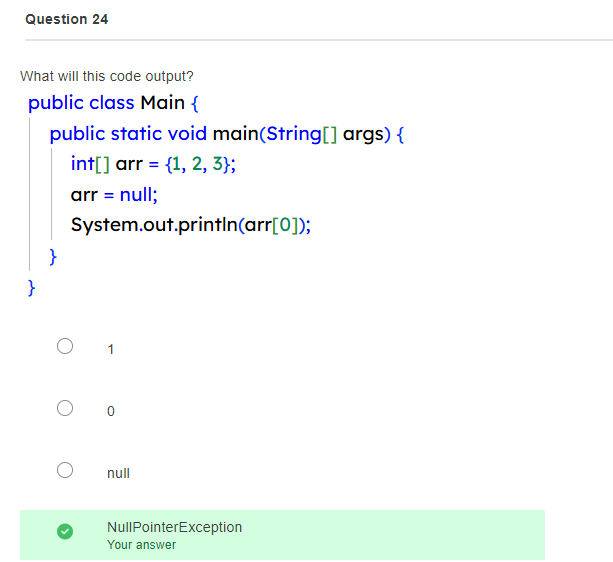 Question 24
What will this code output?
public class Main {
public static void main(String[] args) {
int[] arr = {1, 2, 3};
arr = null;
System.out.println(arr[0]);
}
}
1
0
null
NullPointerException
Your answer